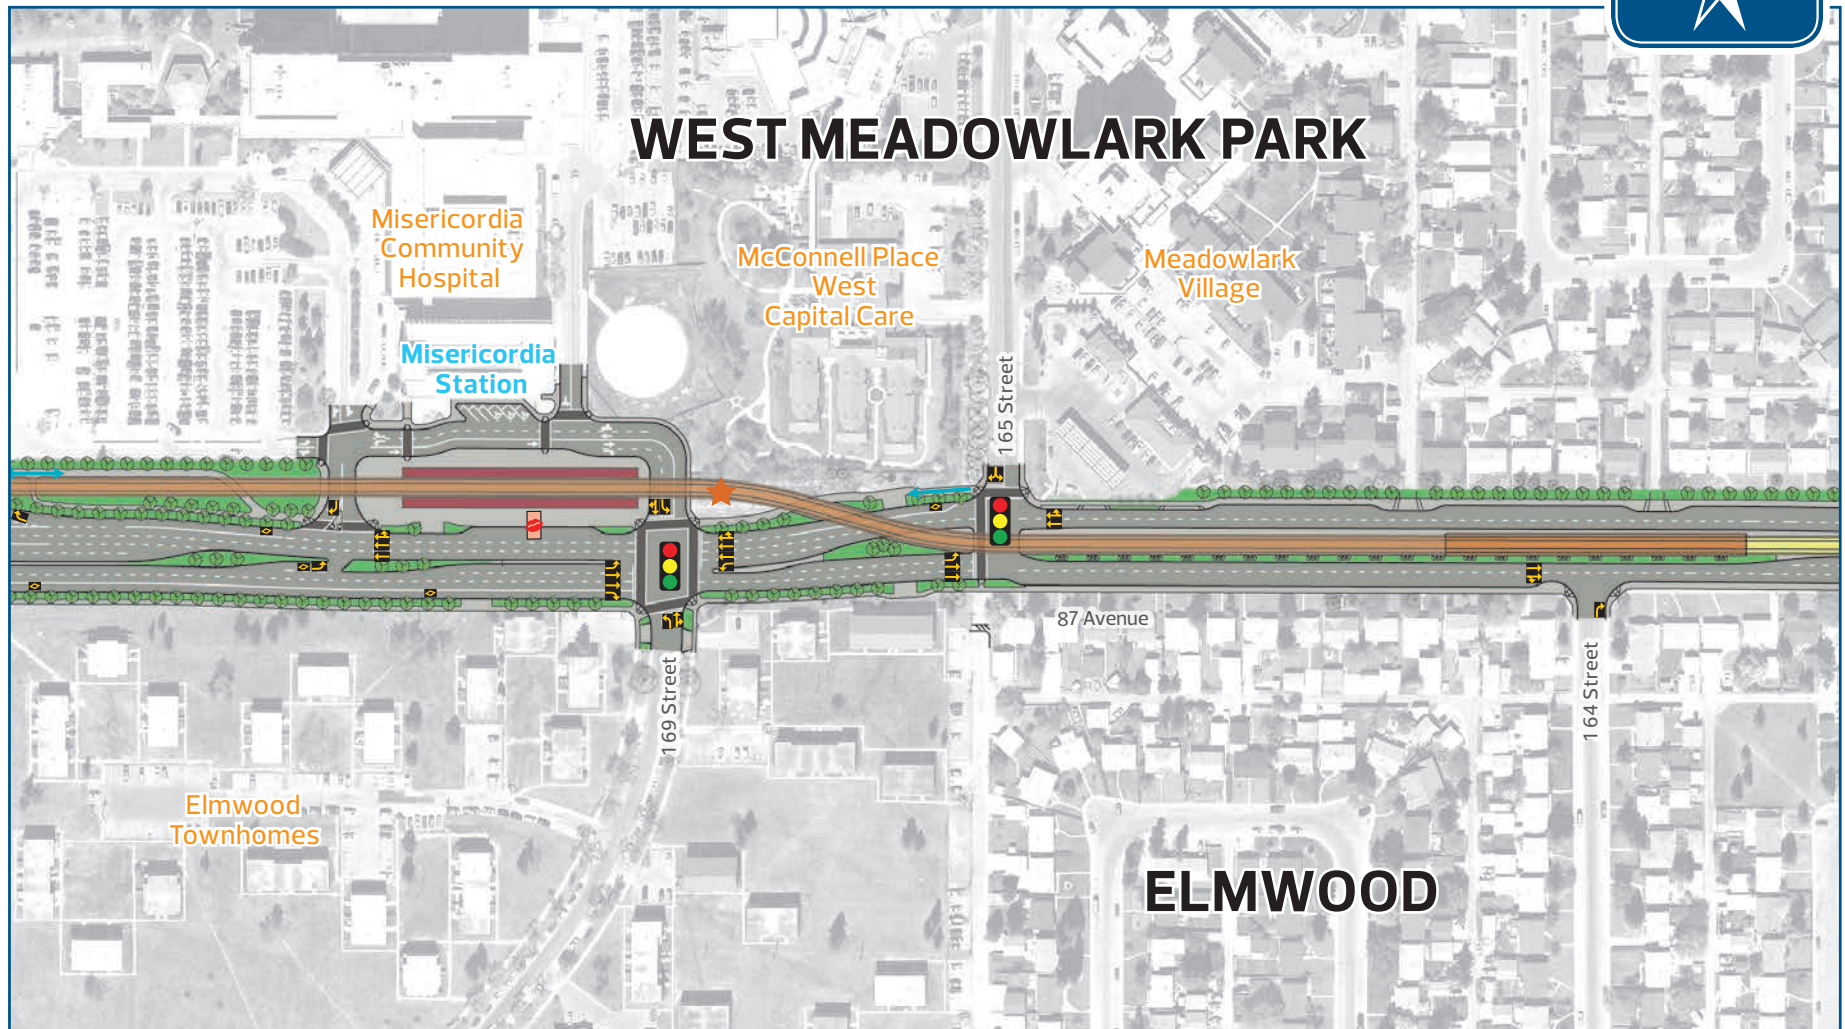 WEST MEADOWLARK PARK
Misericordia
Community
Hospital
McConnell Place
West
Capital Care
Meadowlark
Village
Misericordia
Station
165 Street
87 Avenue
169 Street
164 Street
Elmwood
Townhomes
ELMWOOD